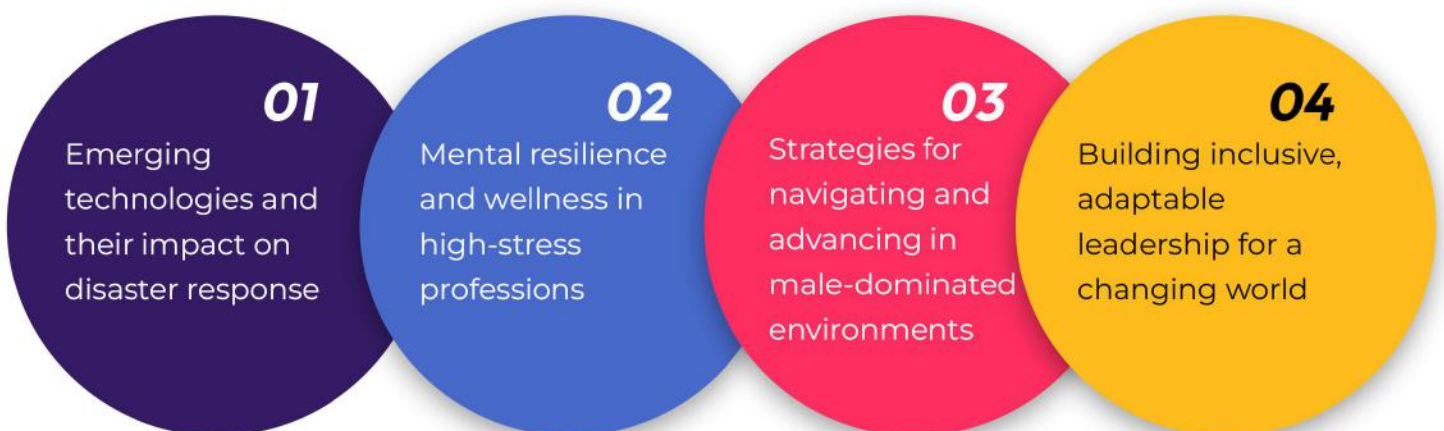 01
Emerging
technologies and
their impact on
disaster response
02
Mental resilience
and wellness in
high-stress
professions
03
Strategies for
navigating and
advancing in
male-dominated
environments
04
Building inclusive,
adaptable
leadership for a
changing world